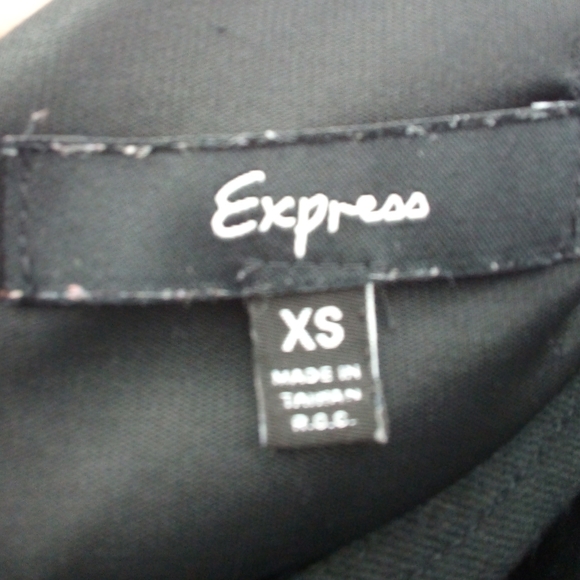 Express
XS
MADE IN
TAIWAN
R.O.C.